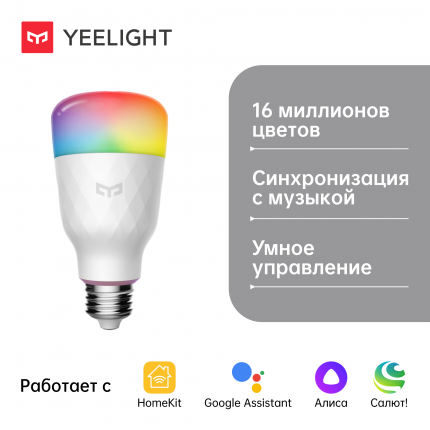 YEELIGHT
16 миллионов
цветов
Синхронизация
с музыкой
Умное
управление
Работает с
HomeKit
Google Assistant
Алиса
Салют!